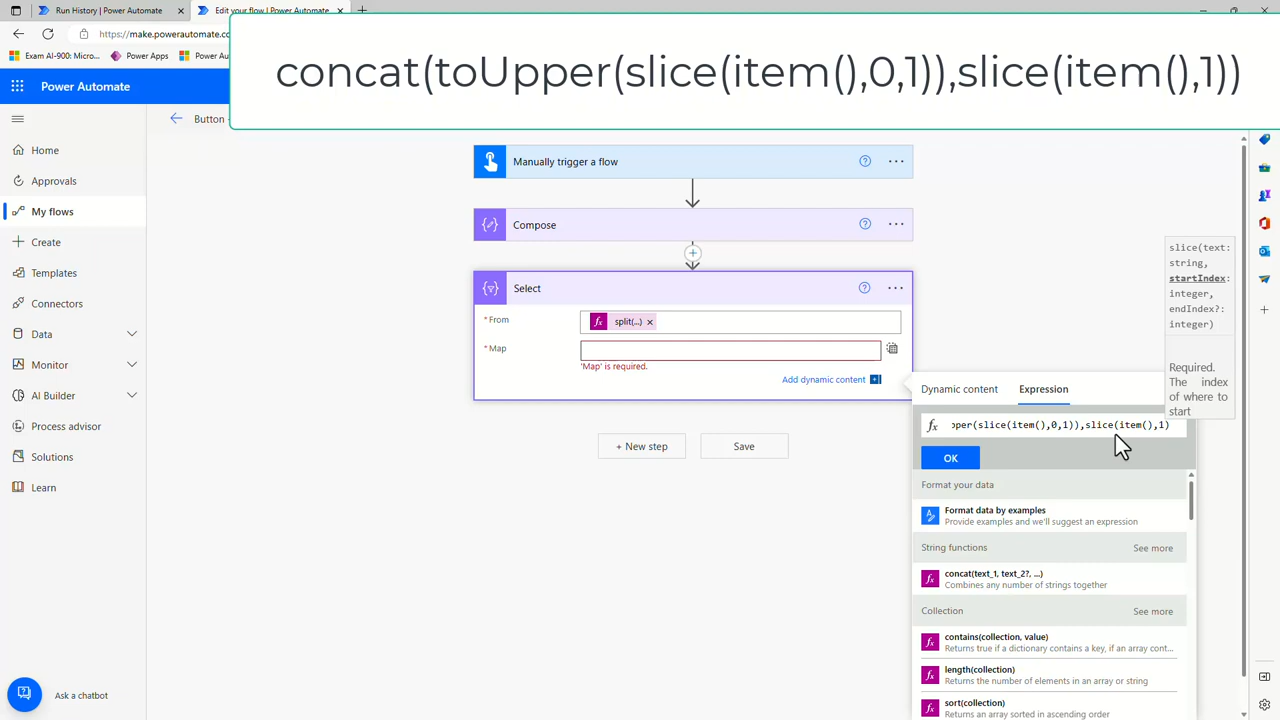 Run History | Power Automate
Edit your flow | Power Automate
https://make.powerautomate.co
Exam AI-900: Micro...
Power Apps
Power Au
concat(toUpper(slice(item(),0,1)),slice(item(),1))
Power Automate
Button
Home
Approvals
My flows
Create
Templates
Connectors
Data
Monitor
AI Builder
Process advisor
Solutions
Learn
Ask a chatbot
Manually trigger a flow
Compose
Select
* From
split(...)
* Map
'Map' is required.
Add dynamic content
+ New step
Save
Dynamic content
Expression
fx
pper(slice(item(),0,1)),slice(item(),1)
OK
Format your data
Format data by examples
Provide examples and we'll suggest an expression
String functions
See more
concat(text_1, text_2?, ...)
Combines any number of strings together
Collection
See more
contains(collection, value)
Returns true if a dictionary contains a key, if an array cont...
length(collection)
Returns the number of elements in an array or string
sort(collection)
Returns an array sorted in ascending order
slice(text:
string,
startIndex:
integer,
endIndex?:
integer)
Required.
The index
of where to
start